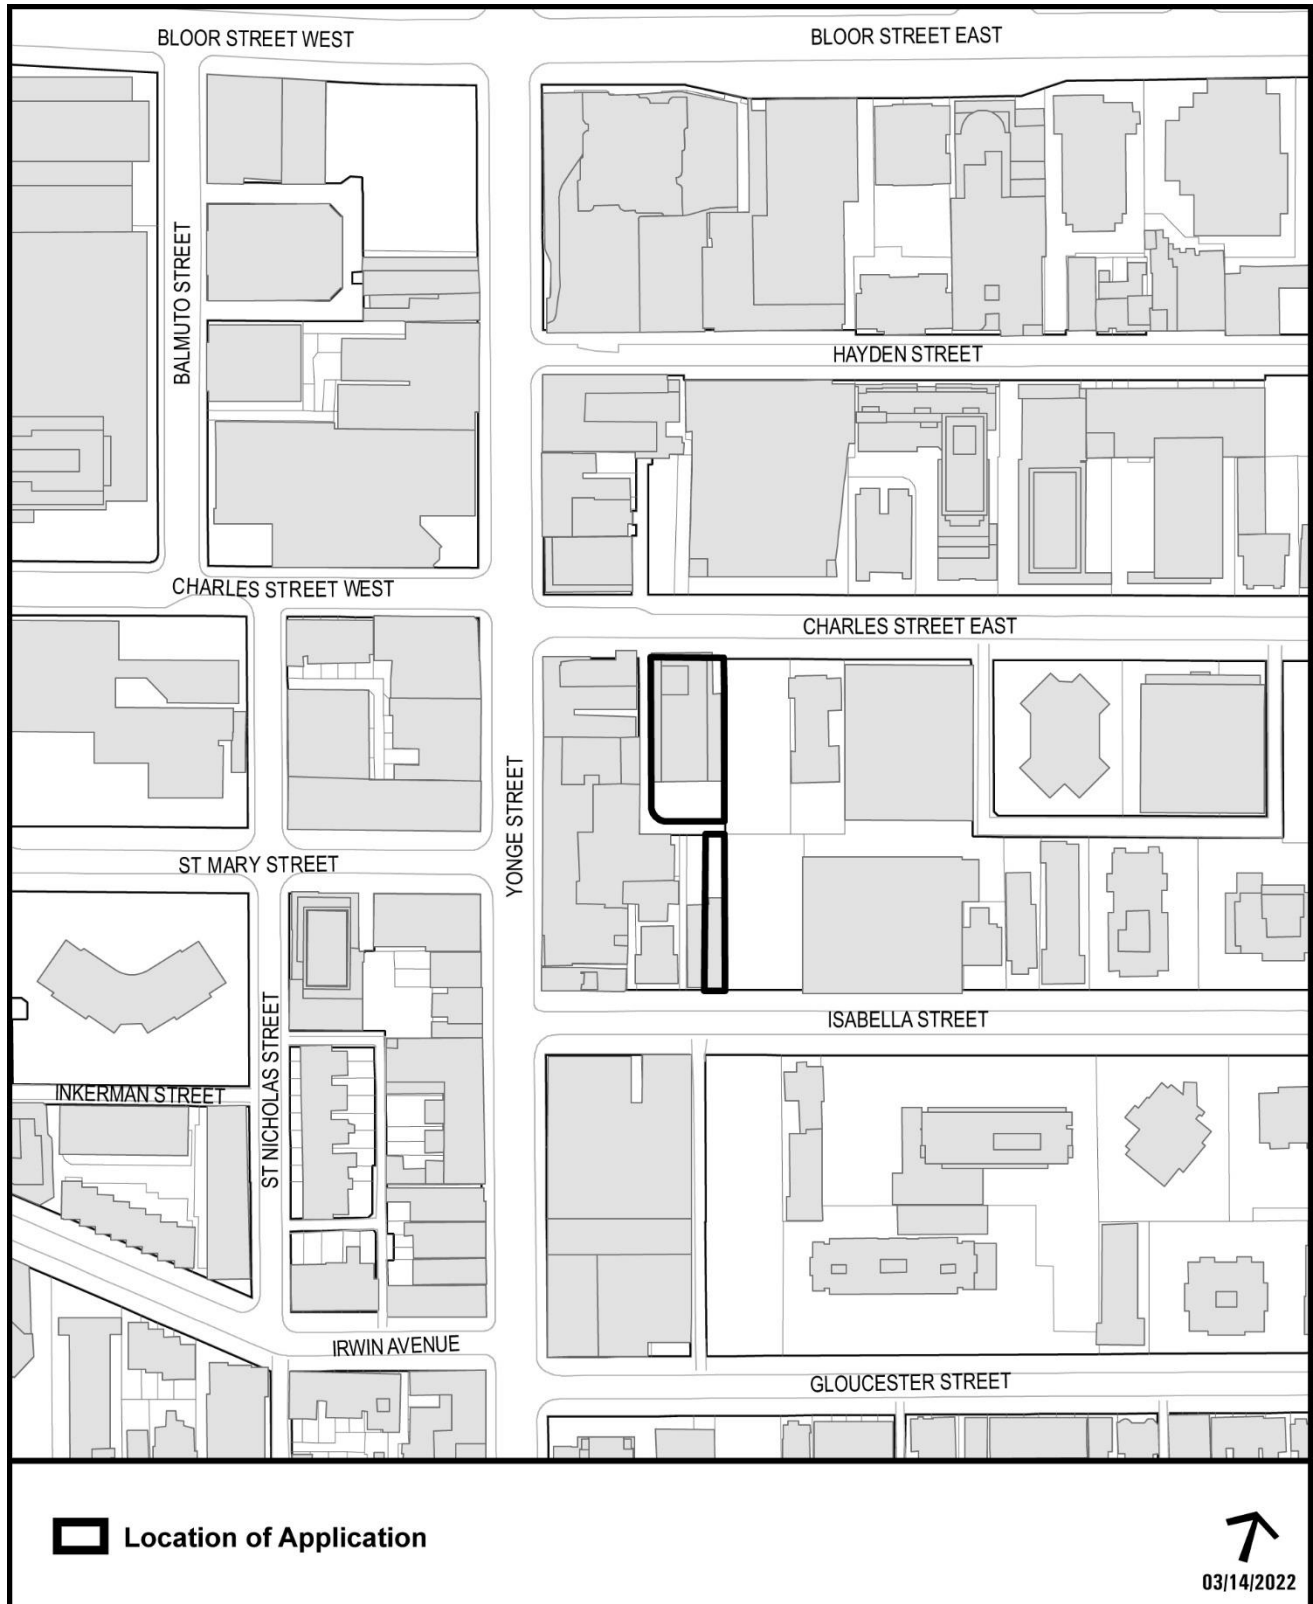 BLOOR STREET WEST
BLOOR STREET EAST
BALMUTO STREET
HAYDEN STREET
CHARLES STREET WEST
CHARLES STREET EAST
YONGE STREET
ST MARY STREET
ST NICHOLAS STREET
ISABELLA STREET
INKERMAN STREET
IRWIN AVENUE
GLOUCESTER STREET
Location of Application
03/14/2022